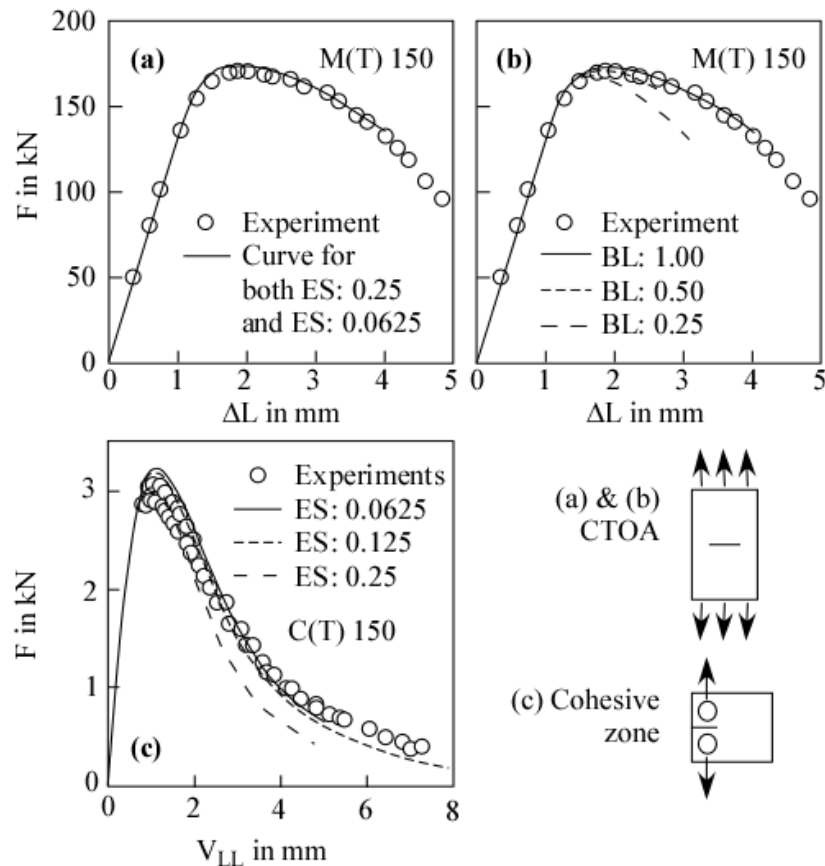 (a)
M(T) 150
F in kN
200
150
100
50
0
Experiment
Curve for
both ES: 0.25
and ES: 0.0625
0 1 2 3 4 5
ΔL in mm
(b)
M(T) 150
Experiment
BL: 1.00
BL: 0.50
BL: 0.25
0 1 2 3 4 5
ΔL in mm
F in kN
3
2
1
0
Experiments
ES: 0.0625
ES: 0.125
ES: 0.25
C(T) 150
(c)
0 2 4 6 8
V_LL in mm
(a) & (b)
CTOA
(c) Cohesive
zone